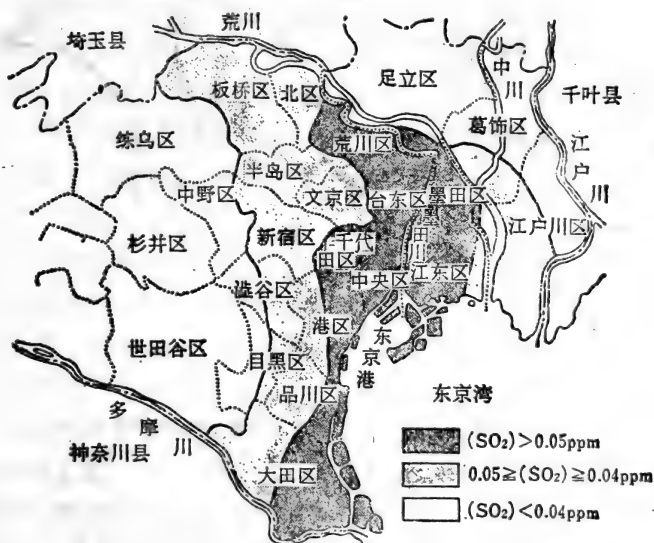 荒川
埼玉县
足立区
中川
千叶县
板桥区
北区
葛饰区
江户川
练乌区
荒川区
半岛区
中野区
文京区
台东区
墨田区
杉井区
新宿区
千代田区
墨田川
江户川区
涩谷区
中央区
江东区
世田谷区
港区
东京港
目黑区
品川区
东京湾
多摩川
神奈川县
大田区
(SO₂)>0.05ppm
0.05≧(SO₂)≧0.04ppm
(SO₂)<0.04ppm